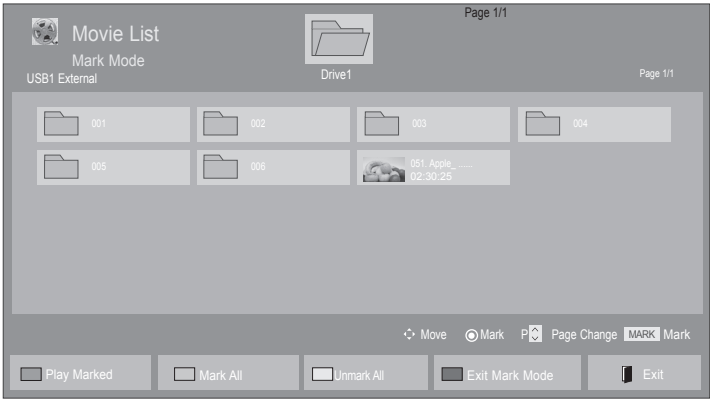 Page 1/1
Movie List
Mark Mode
USB1 External
Drive1
Page 1/1
001
002
003
004
005
006
051. Apple_ ......
02:30:25
Move
Mark
P
Page Change
MARK
Mark
Play Marked
Mark All
Unmark All
Exit Mark Mode
Exit